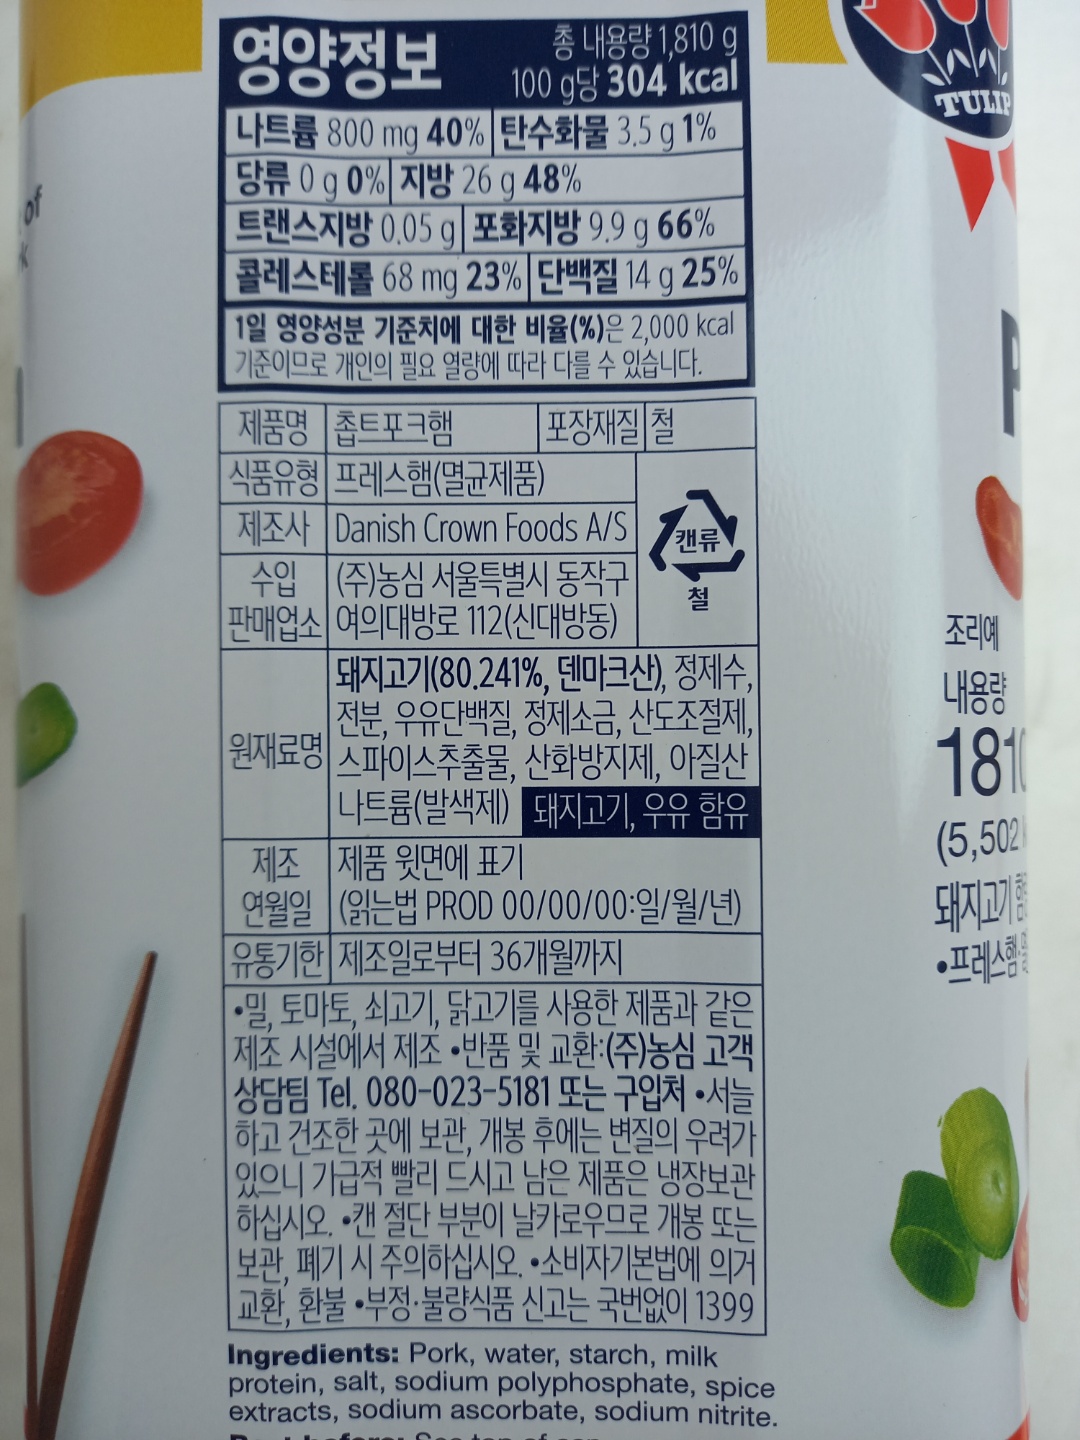 영양정보
총 내용량 1,810 g
100 g당 304 kcal
나트륨 800 mg 40% 탄수화물 3.5 g 1%
당류 0 g 0% 지방 26 g 48%
트랜스지방 0.05 g 포화지방 9.9 g 66%
콜레스테롤 68 mg 23% 단백질 14 g 25%
1일 영양성분 기준치에 대한 비율(%)은 2,000 kcal
기준이므로 개인의 필요 열량에 따라 다를 수 있습니다.
제품명 촙트포크햄 포장재질 철
식품유형 프레스햄(멸균제품)
제조사 Danish Crown Foods A/S
캔류
철
수입
판매업소
(주)농심 서울특별시 동작구
여의대방로 112(신대방동)
원재료명
돼지고기(80.241%, 덴마크산), 정제수,
전분, 우유단백질, 정제소금, 산도조절제,
스파이스추출물, 산화방지제, 아질산
나트륨(발색제) 돼지고기, 우유 함유
제조
연월일
제품 윗면에 표기
(읽는법 PROD 00/00/00:일/월/년)
유통기한 제조일로부터 36개월까지
•밀, 토마토, 쇠고기, 닭고기를 사용한 제품과 같은
제조 시설에서 제조 •반품 및 교환:(주)농심 고객
상담팀 Tel. 080-023-5181 또는 구입처 •서늘
하고 건조한 곳에 보관, 개봉 후에는 변질의 우려가
있으니 가급적 빨리 드시고 남은 제품은 냉장보관
하십시오. •캔 절단 부분이 날카로우므로 개봉 또는
보관, 폐기 시 주의하십시오. •소비자기본법에 의거
교환, 환불 •부정·불량식품 신고는 국번없이 1399
Ingredients: Pork, water, starch, milk
protein, salt, sodium polyphosphate, spice
extracts, sodium ascorbate, sodium nitrite.
of
TULIP
P
조리예
내용량
1810
(5,502
돼지고기
•프레스햄